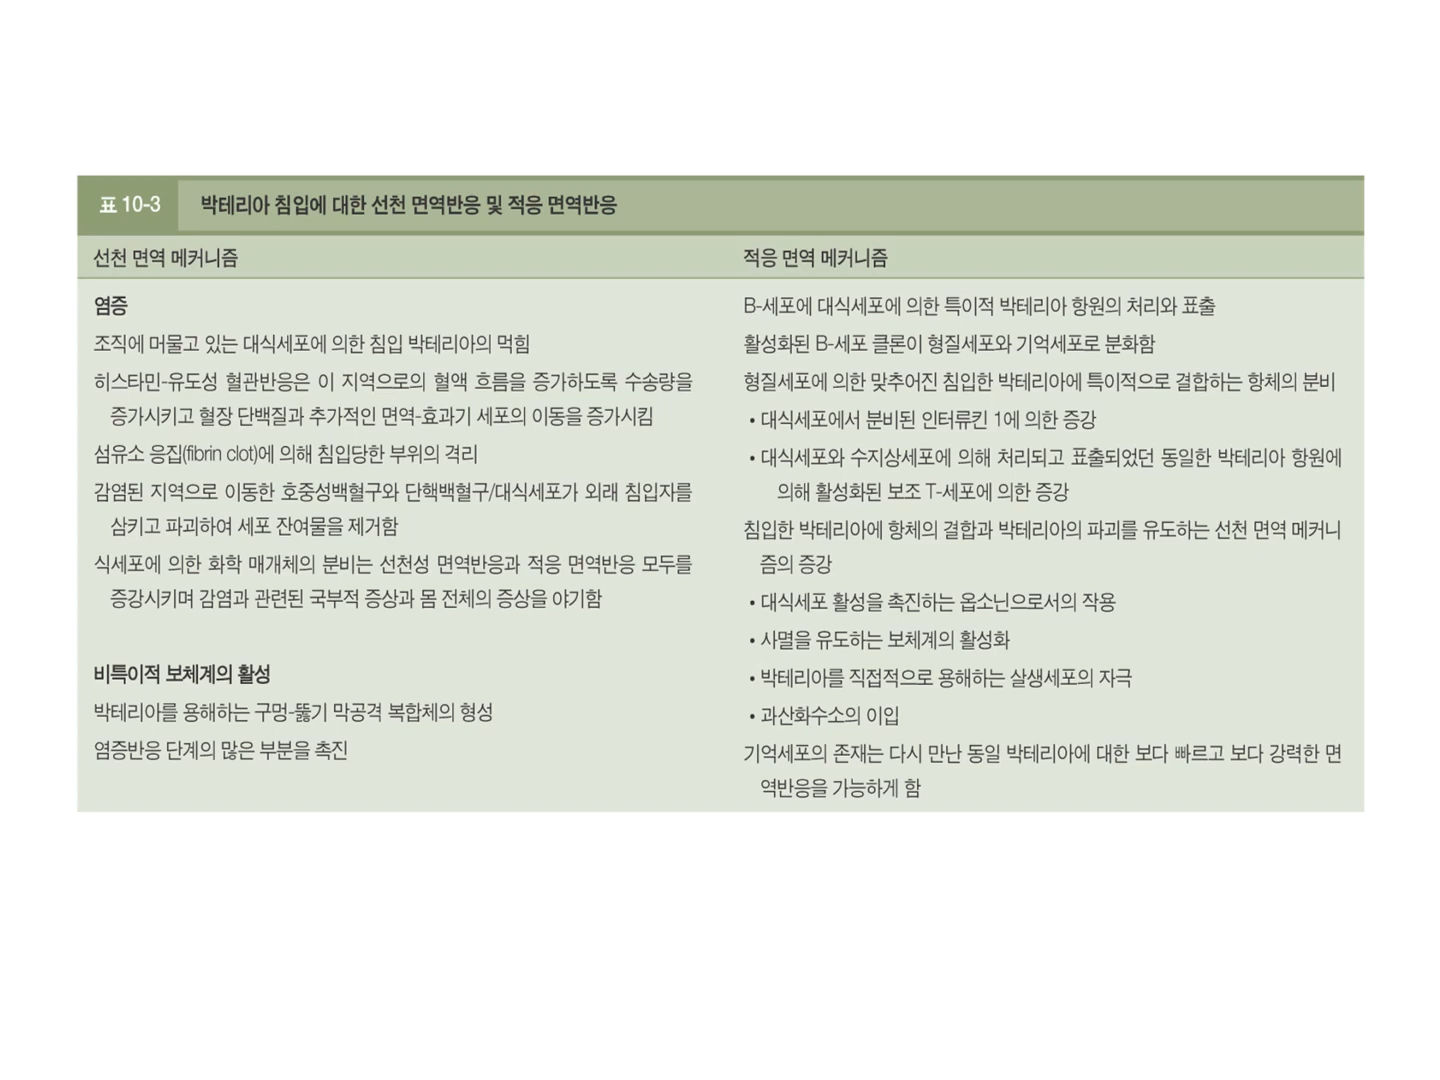 표 10-3 박테리아 침입에 대한 선천 면역반응 및 적응 면역반응
선천 면역 메커니즘
염증
조직에 머물고 있는 대식세포에 의한 침입 박테리아의 먹힘
히스타민-유도성 혈관반응은 이 지역으로의 혈액 흐름을 증가하도록 수송량을
증가시키고 혈장 단백질과 추가적인 면역-효과기 세포의 이동을 증가시킴
섬유소 응집(fibrin clot)에 의해 침입당한 부위의 격리
감염된 지역으로 이동한 호중성백혈구와 단핵백혈구/대식세포가 외래 침입자를
삼키고 파괴하여 세포 잔여물을 제거함
식세포에 의한 화학 매개체의 분비는 선천성 면역반응과 적응 면역반응 모두를
증강시키며 감염과 관련된 국부적 증상과 몸 전체의 증상을 야기함
비특이적 보체계의 활성
박테리아를 용해하는 구멍-뚫기 막공격 복합체의 형성
염증반응 단계의 많은 부분을 촉진
적응 면역 메커니즘
B-세포에 대식세포에 의한 특이적 박테리아 항원의 처리와 표출
활성화된 B-세포 클론이 형질세포와 기억세포로 분화함
형질세포에 의한 맞추어진 침입한 박테리아에 특이적으로 결합하는 항체의 분비
• 대식세포에서 분비된 인터류킨 1에 의한 증강
• 대식세포와 수지상세포에 의해 처리되고 표출되었던 동일한 박테리아 항원에
의해 활성화된 보조 T-세포에 의한 증강
침입한 박테리아에 항체의 결합과 박테리아의 파괴를 유도하는 선천 면역 메커니
즘의 증강
• 대식세포 활성을 촉진하는 옵소닌으로서의 작용
• 사멸을 유도하는 보체계의 활성화
• 박테리아를 직접적으로 용해하는 살생세포의 자극
• 과산화수소의 이입
기억세포의 존재는 다시 만난 동일 박테리아에 대한 보다 빠르고 보다 강력한 면
역반응을 가능하게 함